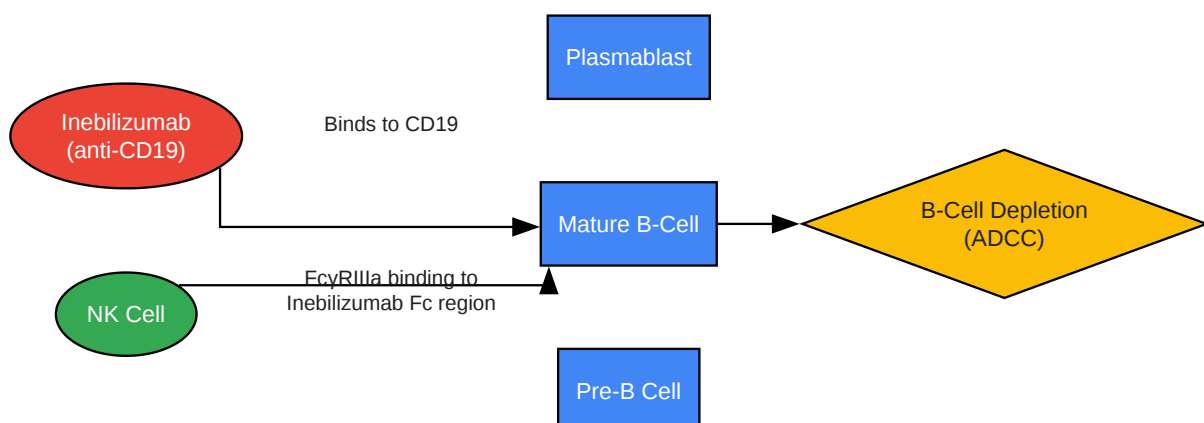 Plasmablast
Inebilizumab
(anti-CD19)
Binds to CD19
Mature B-Cell
B-Cell Depletion
(ADCC)
FcγRIIIa binding to
Inebilizumab Fc region
NK Cell
Pre-B Cell